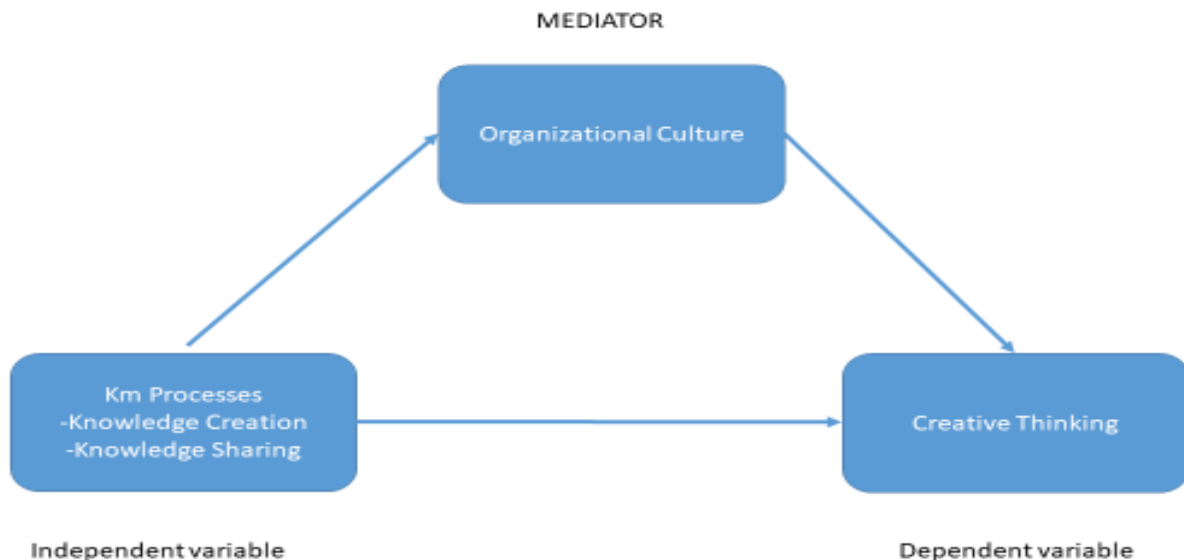 MEDIATOR
Organizational Culture
Km Processes
-Knowledge Creation
-Knowledge Sharing
Creative Thinking
Independent variable
Dependent variable